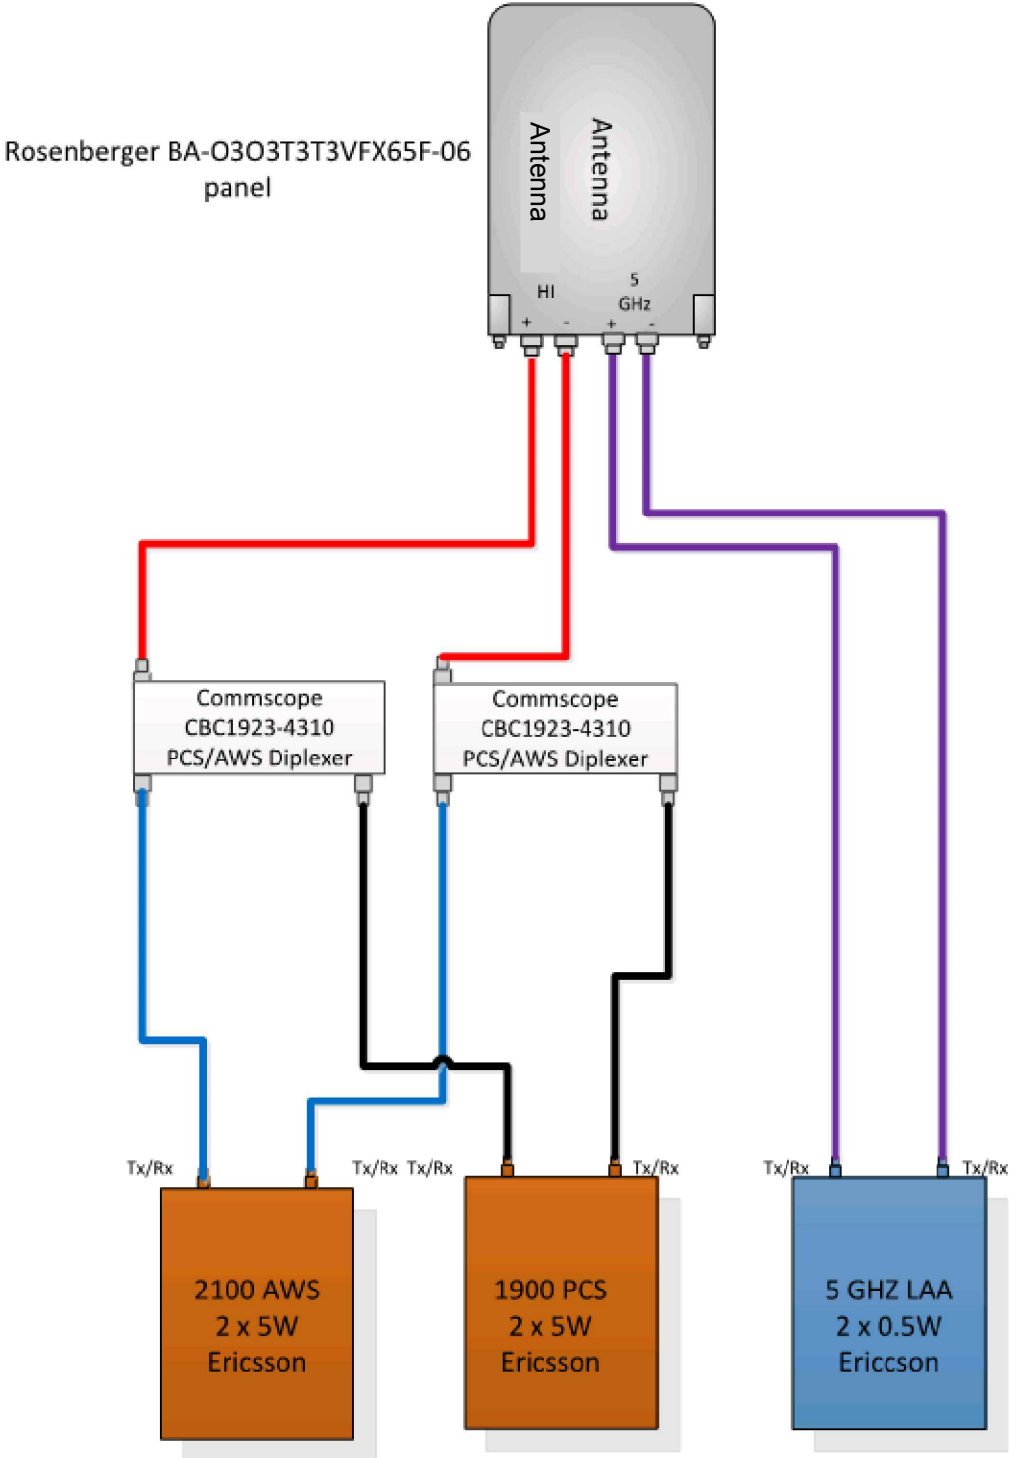 Rosenberger BA-O3O3T3T3VFX65F-06
panel
Antenna
Antenna
HI
5
GHz
+
-
+
-
Commscope
CBC1923-4310
PCS/AWS Diplexer
Commscope
CBC1923-4310
PCS/AWS Diplexer
Tx/Rx
Tx/Rx
Tx/Rx
Tx/Rx
Tx/Rx
Tx/Rx
2100 AWS
2 x 5W
Ericsson
1900 PCS
2 x 5W
Ericsson
5 GHZ LAA
2 x 0.5W
Ericcson